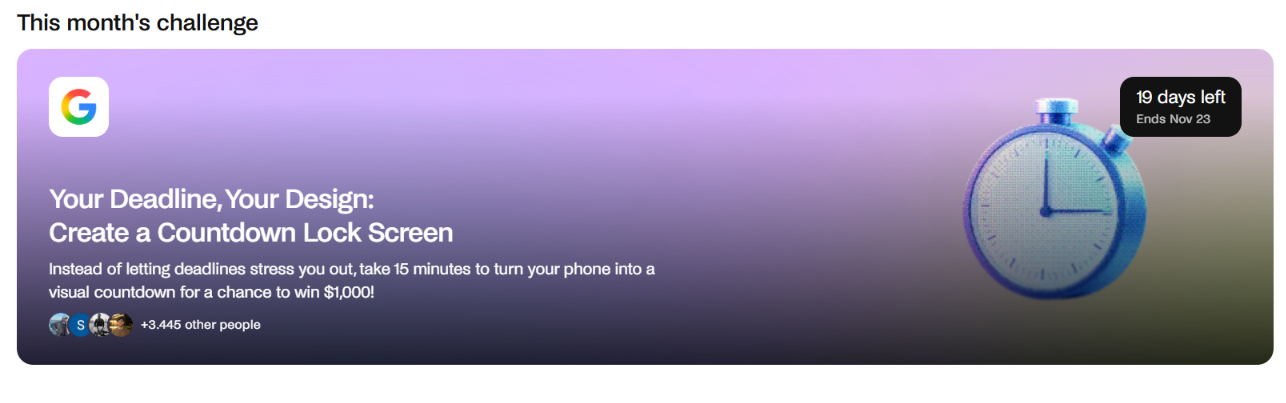 This month's challenge
19 days left
Ends Nov 23
Your Deadline, Your Design:
Create a Countdown Lock Screen
Instead of letting deadlines stress you out, take 15 minutes to turn your phone into a
visual countdown for a chance to win $1,000!
S
+3.445 other people